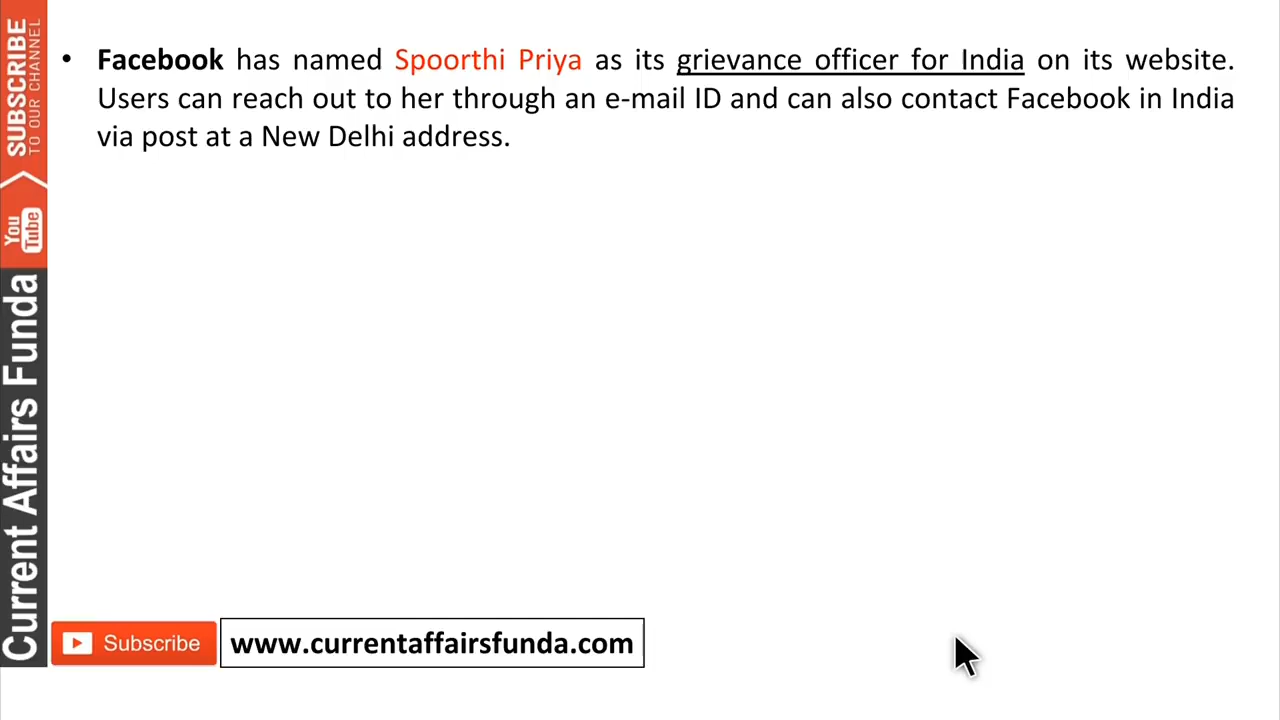 • Facebook has named Spoorthi Priya as its grievance officer for India on its website.
Users can reach out to her through an e-mail ID and can also contact Facebook in India
via post at a New Delhi address.
SUBSCRIBE
TO OUR CHANNEL
You
Tube
Current Affairs Funda
Subscribe
www.currentaffairsfunda.com